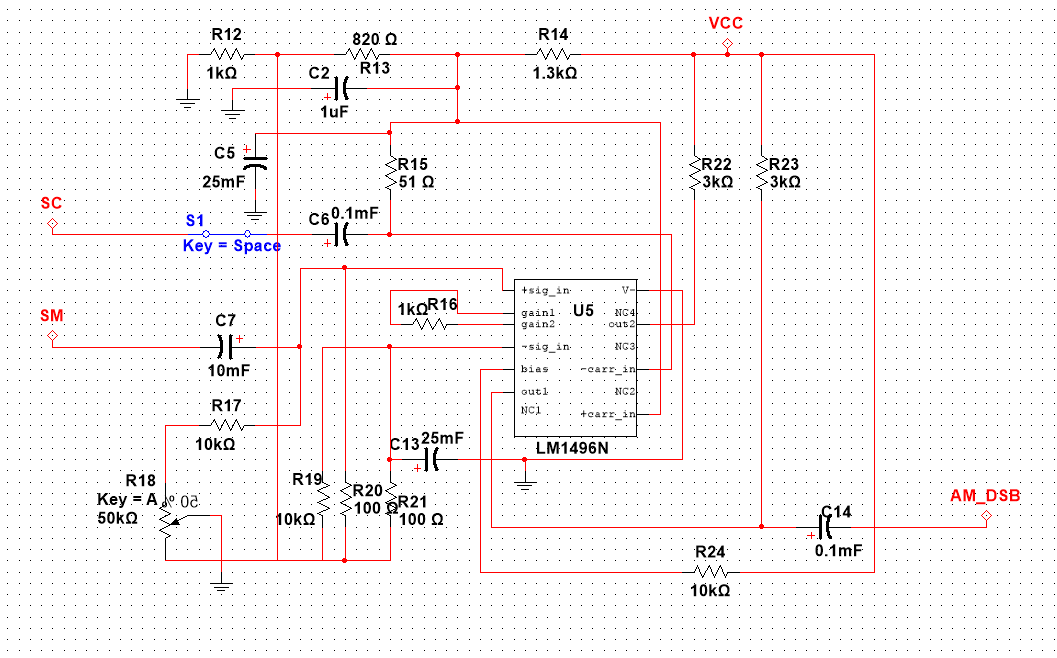 VCC
R12
1kΩ
820 Ω
R13
R14
1.3kΩ
C2
1uF
C5
25mF
R15
51 Ω
R22
3kΩ
R23
3kΩ
SC
S1
Key = Space
C6
0.1mF
SM
C7
10mF
1kΩ
R16
+sig_in
gain1
gain2
-sig_in
bias
out1
NC1
U5
V-
NC4
out2
NC3
-carr_in
NC2
+carr_in
LM1496N
R17
10kΩ
C13
25mF
R18
Key = A
50 %
50kΩ
R19
10kΩ
R20
100 Ω
R21
100 Ω
AM_DSB
C14
0.1mF
R24
10kΩ